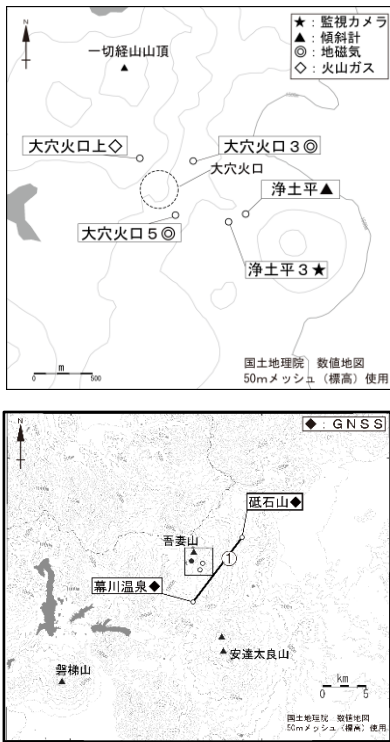 N
★：監視カメラ
▲：傾斜計
◎：地磁気
◇：火山ガス
一切経山山頂
大穴火口上◇
大穴火口３◎
大穴火口
浄土平▲
大穴火口５◎
浄土平３★
m
0 500
国土地理院　数値地図
50mメッシュ（標高）使用
N
◆：ＧＮＳＳ
砥石山◆
吾妻山
①
幕川温泉◆
安達太良山
磐梯山
km
0 5
国土地理院 数値地図
50mメッシュ（標高）使用